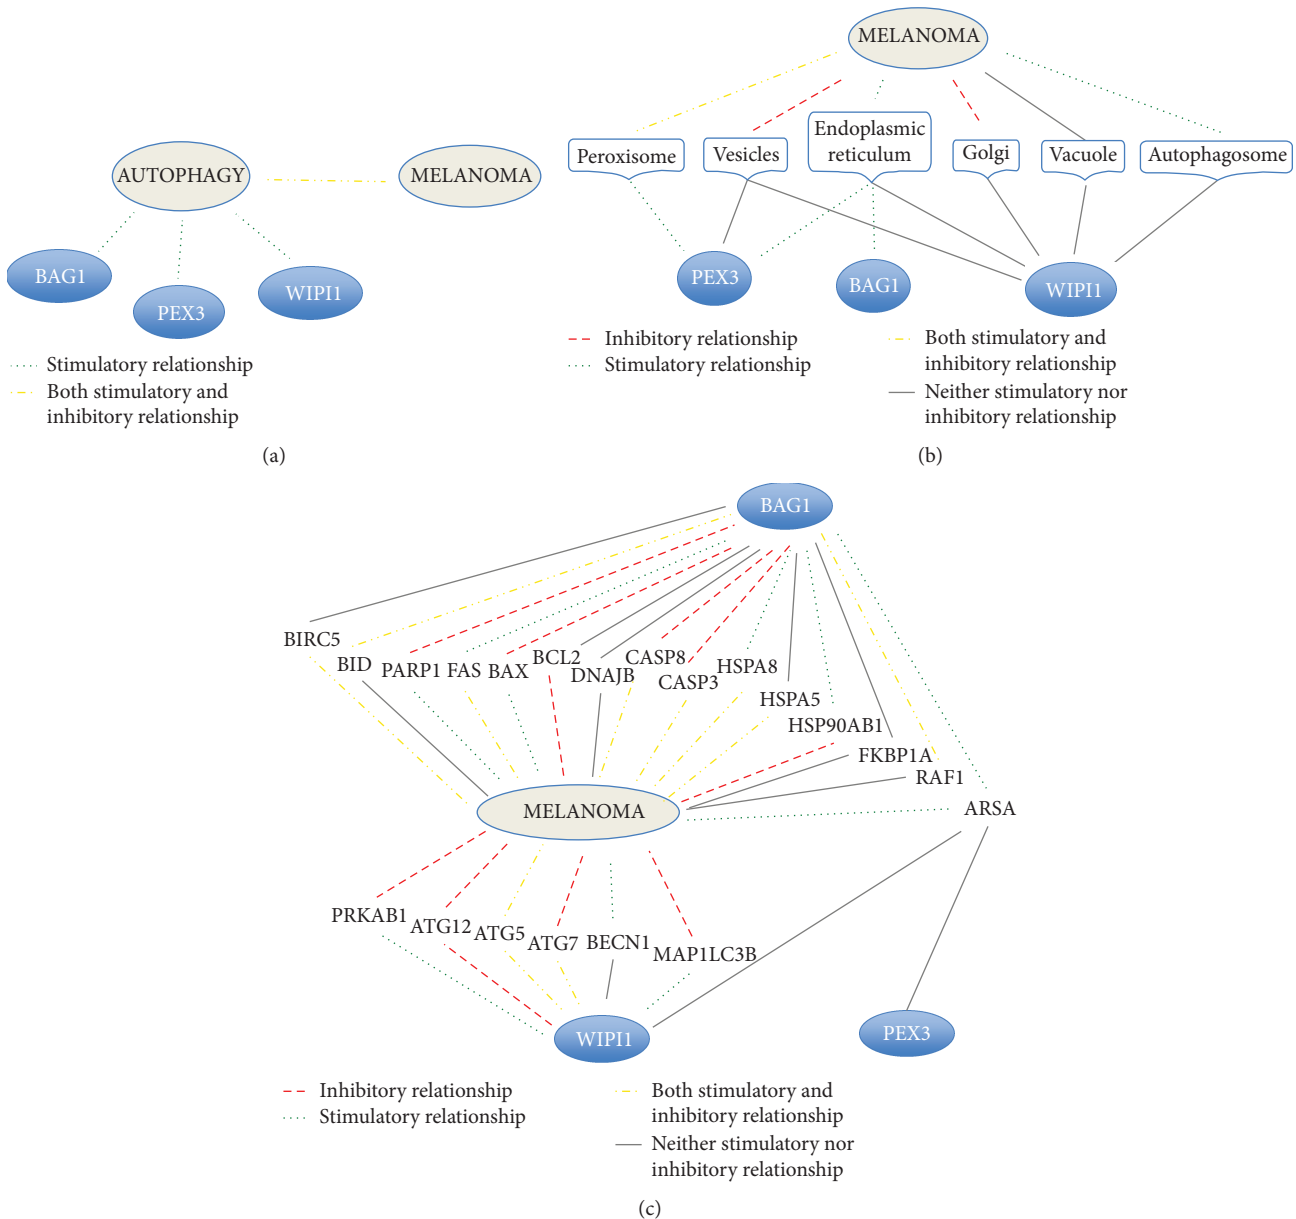 AUTOPHAGY
MELANOMA
BAG1
PEX3
WIPI1
Stimulatory relationship
Both stimulatory and
inhibitory relationship
(a)
MELANOMA
Peroxisome
Vesicles
Endoplasmic
reticulum
Golgi
Vacuole
Autophagosome
PEX3
BAG1
WIPI1
Inhibitory relationship
Stimulatory relationship
Both stimulatory and
inhibitory relationship
Neither stimulatory nor
inhibitory relationship
(b)
BAG1
BIRC5
BID
PARP1
FAS
BAX
BCL2
DNAJB
CASP8
CASP3
HSPA8
HSPA5
HSP90AB1
FKBP1A
RAF1
ARSA
MELANOMA
PRKAB1
ATG12
ATG5
ATG7
BECN1
MAP1LC3B
WIPI1
PEX3
Inhibitory relationship
Stimulatory relationship
Both stimulatory and
inhibitory relationship
Neither stimulatory nor
inhibitory relationship
(c)